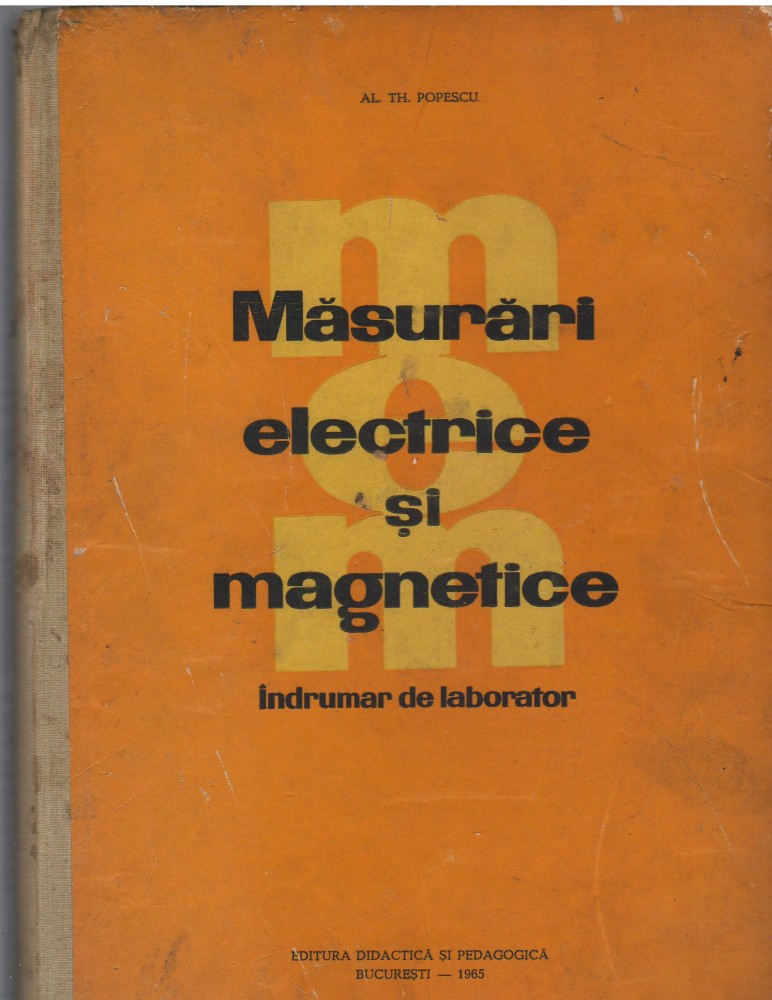 AL. TH. POPESCU
m
Măsurări
e
electrice
și
m
magnetice
Îndrumar de laborator
EDITURA DIDACTICĂ ȘI PEDAGOGICĂ
BUCUREȘTI — 1965